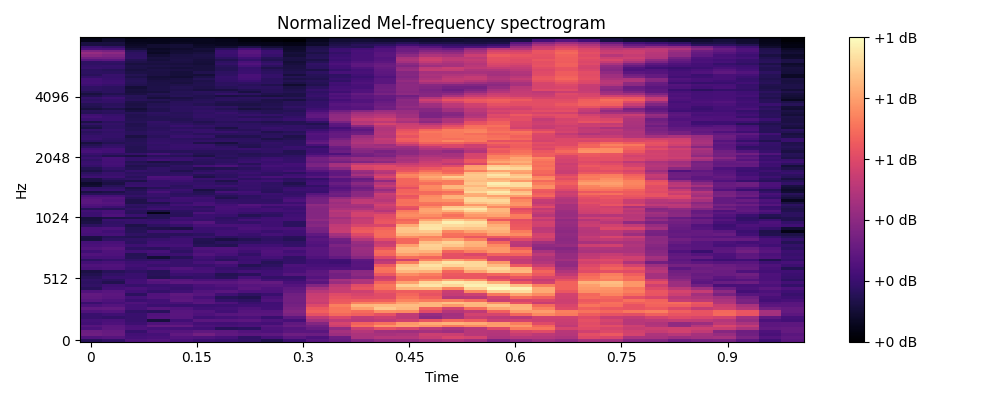 Normalized Mel-frequency spectrogram
+1 dB
4096
+1 dB
2048
+1 dB
Hz
1024
+0 dB
512
+0 dB
0
+0 dB
0 0.15 0.3 0.45 0.6 0.75 0.9
Time